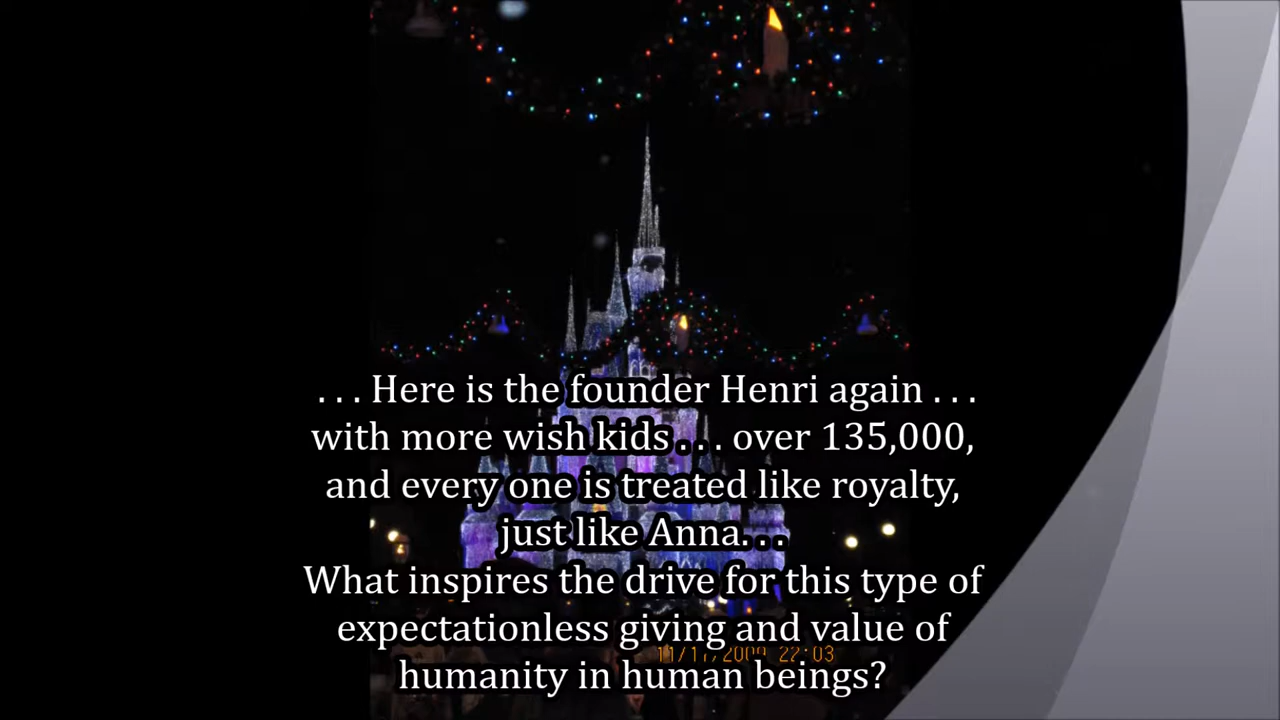 . . . Here is the founder Henri again . . .
with more wish kids . . . over 135,000,
and every one is treated like royalty,
just like Anna. . .
What inspires the drive for this type of
expectationless giving and value of
humanity in human beings?
22:03